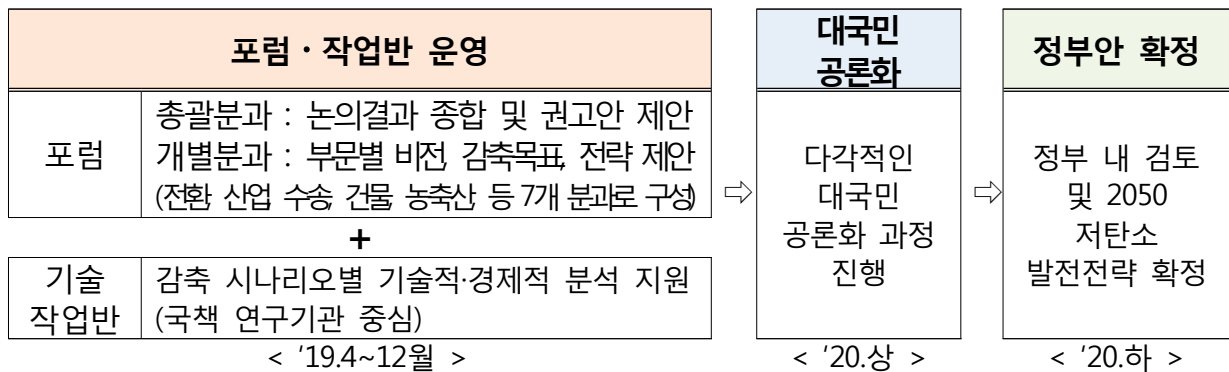 포럼·작업반 운영
포럼
총괄분과 : 논의결과 종합 및 권고안 제안
개별분과 : 부문별 비전, 감축목표, 전략 제안
(전환, 산업, 수송, 건물, 농축산, 등 7개 분과로 구성)
+
기술
작업반
감축 시나리오별 기술적·경제적 분석 지원
(국책 연구기관 중심)
< '19.4~12월 >
⇨
대국민
공론화
다각적인
대국민
공론화 과정
진행
< '20.상 >
⇨
정부안 확정
정부 내 검토
및 2050
저탄소
발전전략 확정
< '20.하 >